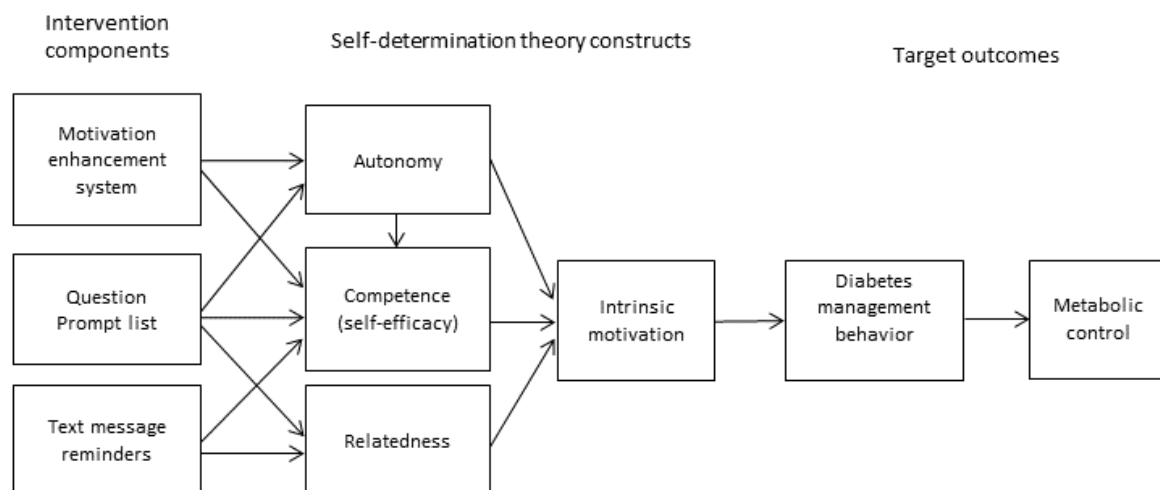 Intervention
components
Self-determination theory constructs
Target outcomes
Motivation
enhancement
system
Autonomy
Question
Prompt list
Competence
(self-efficacy)
Intrinsic
motivation
Diabetes
management
behavior
Metabolic
control
Text message
reminders
Relatedness